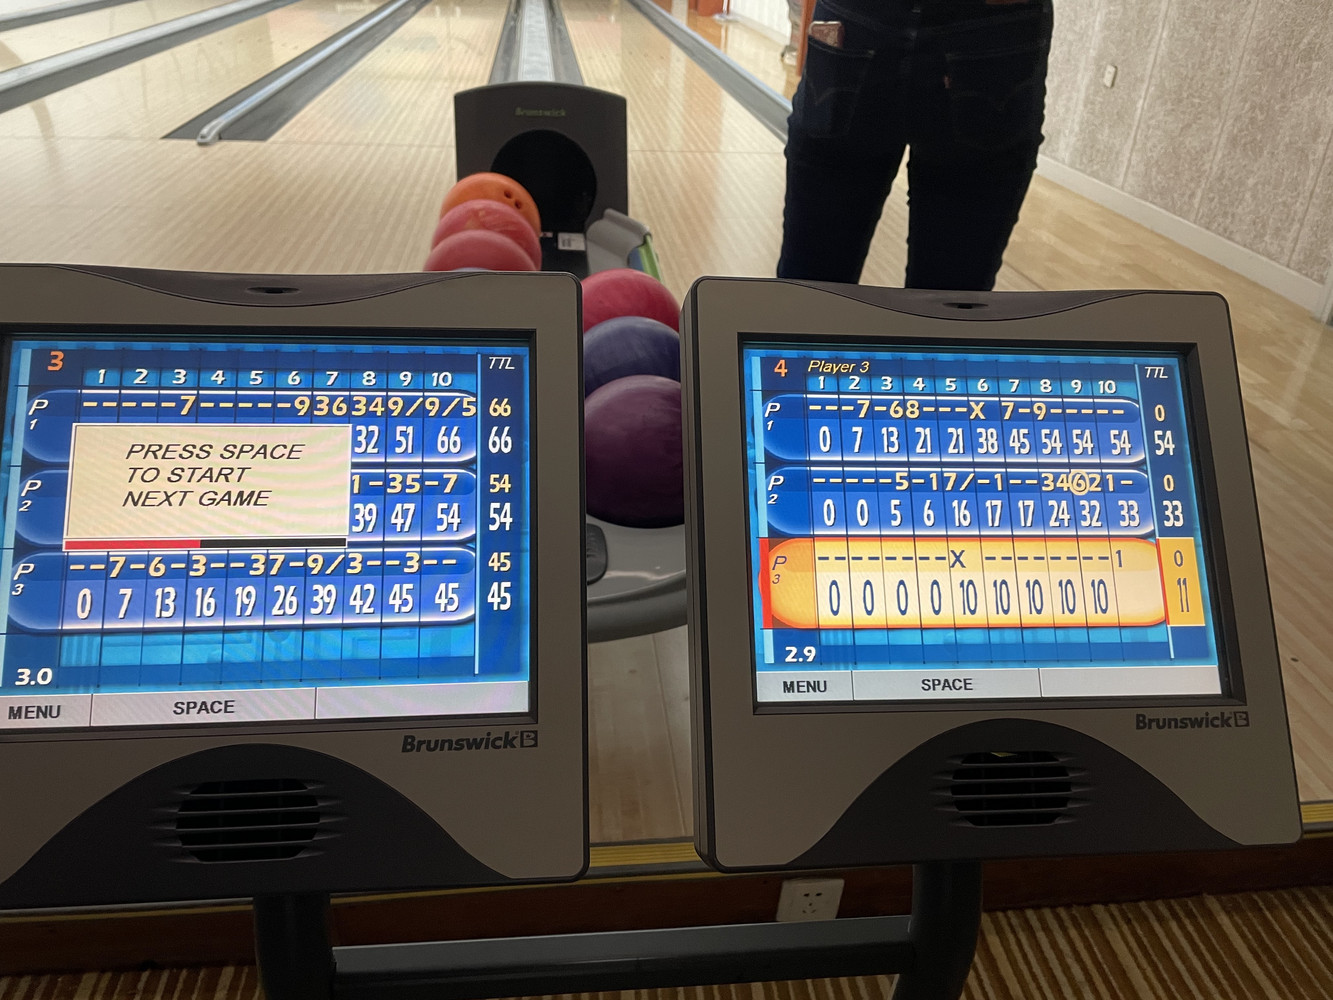 Brunswick
3 1 2 3 4 5 6 7 8 9 10 TTL
P 1 -----7-----936349/9/5 66
32 51 66 66
PRESS SPACE
TO START
NEXT GAME
P 2 1-35-7 54
39 47 54 54
P 3 --7-6-3--37-9/3--3-- 45
0 7 13 16 19 26 39 42 45 45 45
3.0
MENU SPACE
Brunswick
4 Player 3
1 2 3 4 5 6 7 8 9 10 TTL
P 1 ---7-68---X 7-9----- 0
0 7 13 21 21 38 45 54 54 54 54
P 2 -----5-17/-1--34621- 0
0 0 5 6 16 17 17 24 32 33 33
P 3 --------X --------1 0
0 0 0 0 10 10 10 10 10 11
2.9
MENU SPACE
Brunswick